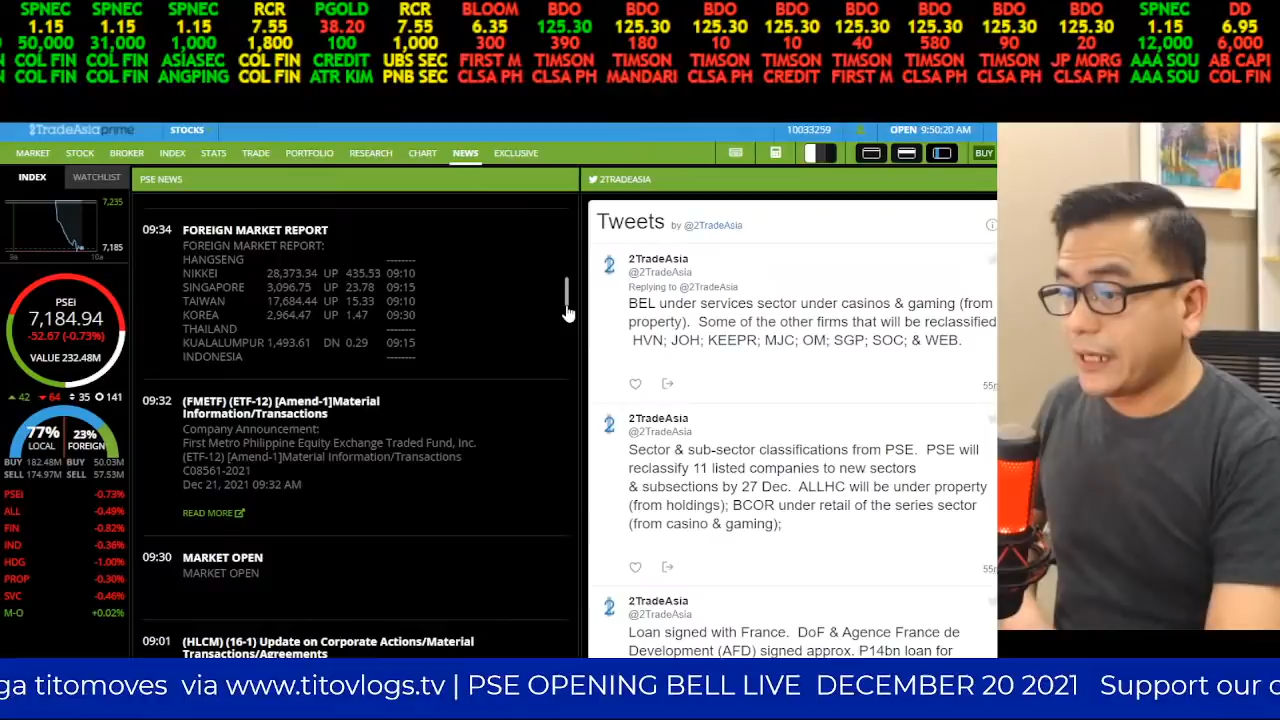 SPNEC SPNEC SPNEC RCR PGOLD RCR BLOOM BDO BDO BDO BDO BDO BDO BDO BDO SPNEC DD
1.15 1.15 1.15 7.55 38.20 7.55 6.35 125.30 125.30 125.30 125.30 125.30 125.30 125.30 125.30 1.15 6.95
50,000 31,000 1,000 1,800 100 1,000 300 390 180 10 10 40 580 90 20 12,000 6,000
COL FIN COL FIN ASIASEC COL FIN CREDIT UBS SEC FIRST M TIMSON TIMSON TIMSON TIMSON TIMSON TIMSON TIMSON JP MORG AAA SOU AB CAPI
COL FIN COL FIN ANGPING COL FIN ATR KIM PNB SEC CLSA PH CLSA PH MANDARI CLSA PH CREDIT FIRST M CLSA PH CLSA PH CLSA PH AAA SOU COL FIN
2TradeAsia prime STOCKS 10033259 OPEN 9:50:20 AM
MARKET STOCK BROKER INDEX STATS TRADE PORTFOLIO RESEARCH CHART NEWS EXCLUSIVE BUY
INDEX WATCHLIST
7,235
7,185
9a 10a
PSEi
7,184.94
-52.67 (-0.73%)
VALUE 232.48M
42 64 35 141
77% LOCAL 23% FOREIGN
BUY 182.48M BUY 50.03M
SELL 174.97M SELL 57.53M
PSEi -0.73%
ALL -0.49%
FIN -0.82%
IND -0.36%
HDG -1.00%
PROP -0.30%
SVC -0.46%
M-O +0.02%
PSE NEWS
09:34 FOREIGN MARKET REPORT
FOREIGN MARKET REPORT:
HANGSENG --------
NIKKEI 28,373.34 UP 435.53 09:10
SINGAPORE 3,096.75 UP 23.78 09:15
TAIWAN 17,684.44 UP 15.33 09:10
KOREA 2,964.47 UP 1.47 09:30
THAILAND --------
KUALALUMPUR 1,493.61 DN 0.29 09:15
INDONESIA --------
09:32 (FMETF) (ETF-12) [Amend-1]Material
Information/Transactions
Company Announcement:
First Metro Philippine Equity Exchange Traded Fund, Inc.
(ETF-12) [Amend-1]Material Information/Transactions
C08561-2021
Dec 21, 2021 09:32 AM
READ MORE
09:30 MARKET OPEN
MARKET OPEN
09:01 (HLCM) (16-1) Update on Corporate Actions/Material
Transactions/Agreements
2TRADEASIA
Tweets by @2TradeAsia
2TradeAsia
@2TradeAsia
Replying to @2TradeAsia
BEL under services sector under casinos & gaming (from
property). Some of the other firms that will be reclassified
HVN; JOH; KEEPR; MJC; OM; SGP; SOC; & WEB.
2TradeAsia
@2TradeAsia
Sector & sub-sector classifications from PSE. PSE will
reclassify 11 listed companies to new sectors
& subsections by 27 Dec. ALLHC will be under property
(from holdings); BCOR under retail of the series sector
(from casino & gaming);
2TradeAsia
@2TradeAsia
Loan signed with France. DoF & Agence France de
Development (AFD) signed approx. P14bn loan for
ga titomoves via www.titovlogs.tv | PSE OPENING BELL LIVE DECEMBER 20 2021 Support our